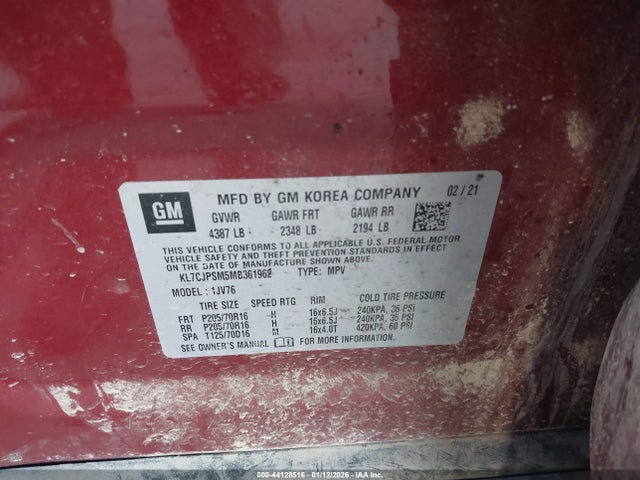 GM
MFD BY GM KOREA COMPANY 02 / 21
GVWR GAWR FRT GAWR RR
4387 LB 2348 LB 2194 LB
THIS VEHICLE CONFORMS TO ALL APPLICABLE U.S. FEDERAL MOTOR
VEHICLE SAFETY AND THEFT PREVENTION STANDARDS IN EFFECT
ON THE DATE OF MANUFACTURE SHOWN ABOVE.
KL7CJPSM5MB361962 TYPE: MPV
MODEL : 1JV76
TIRE SIZE SPEED RTG RIM COLD TIRE PRESSURE
FRT P205/70R16 H 16x6.5J 240KPA, 35 PSI
RR P205/70R16 H 16x6.5J 240KPA, 35 PSI
SPA T125/70D16 M 16x4.0T 420KPA, 60 PSI
SEE OWNER'S MANUAL FOR MORE INFORMATION.
000-44128516 01/12/2026 IAA Inc.